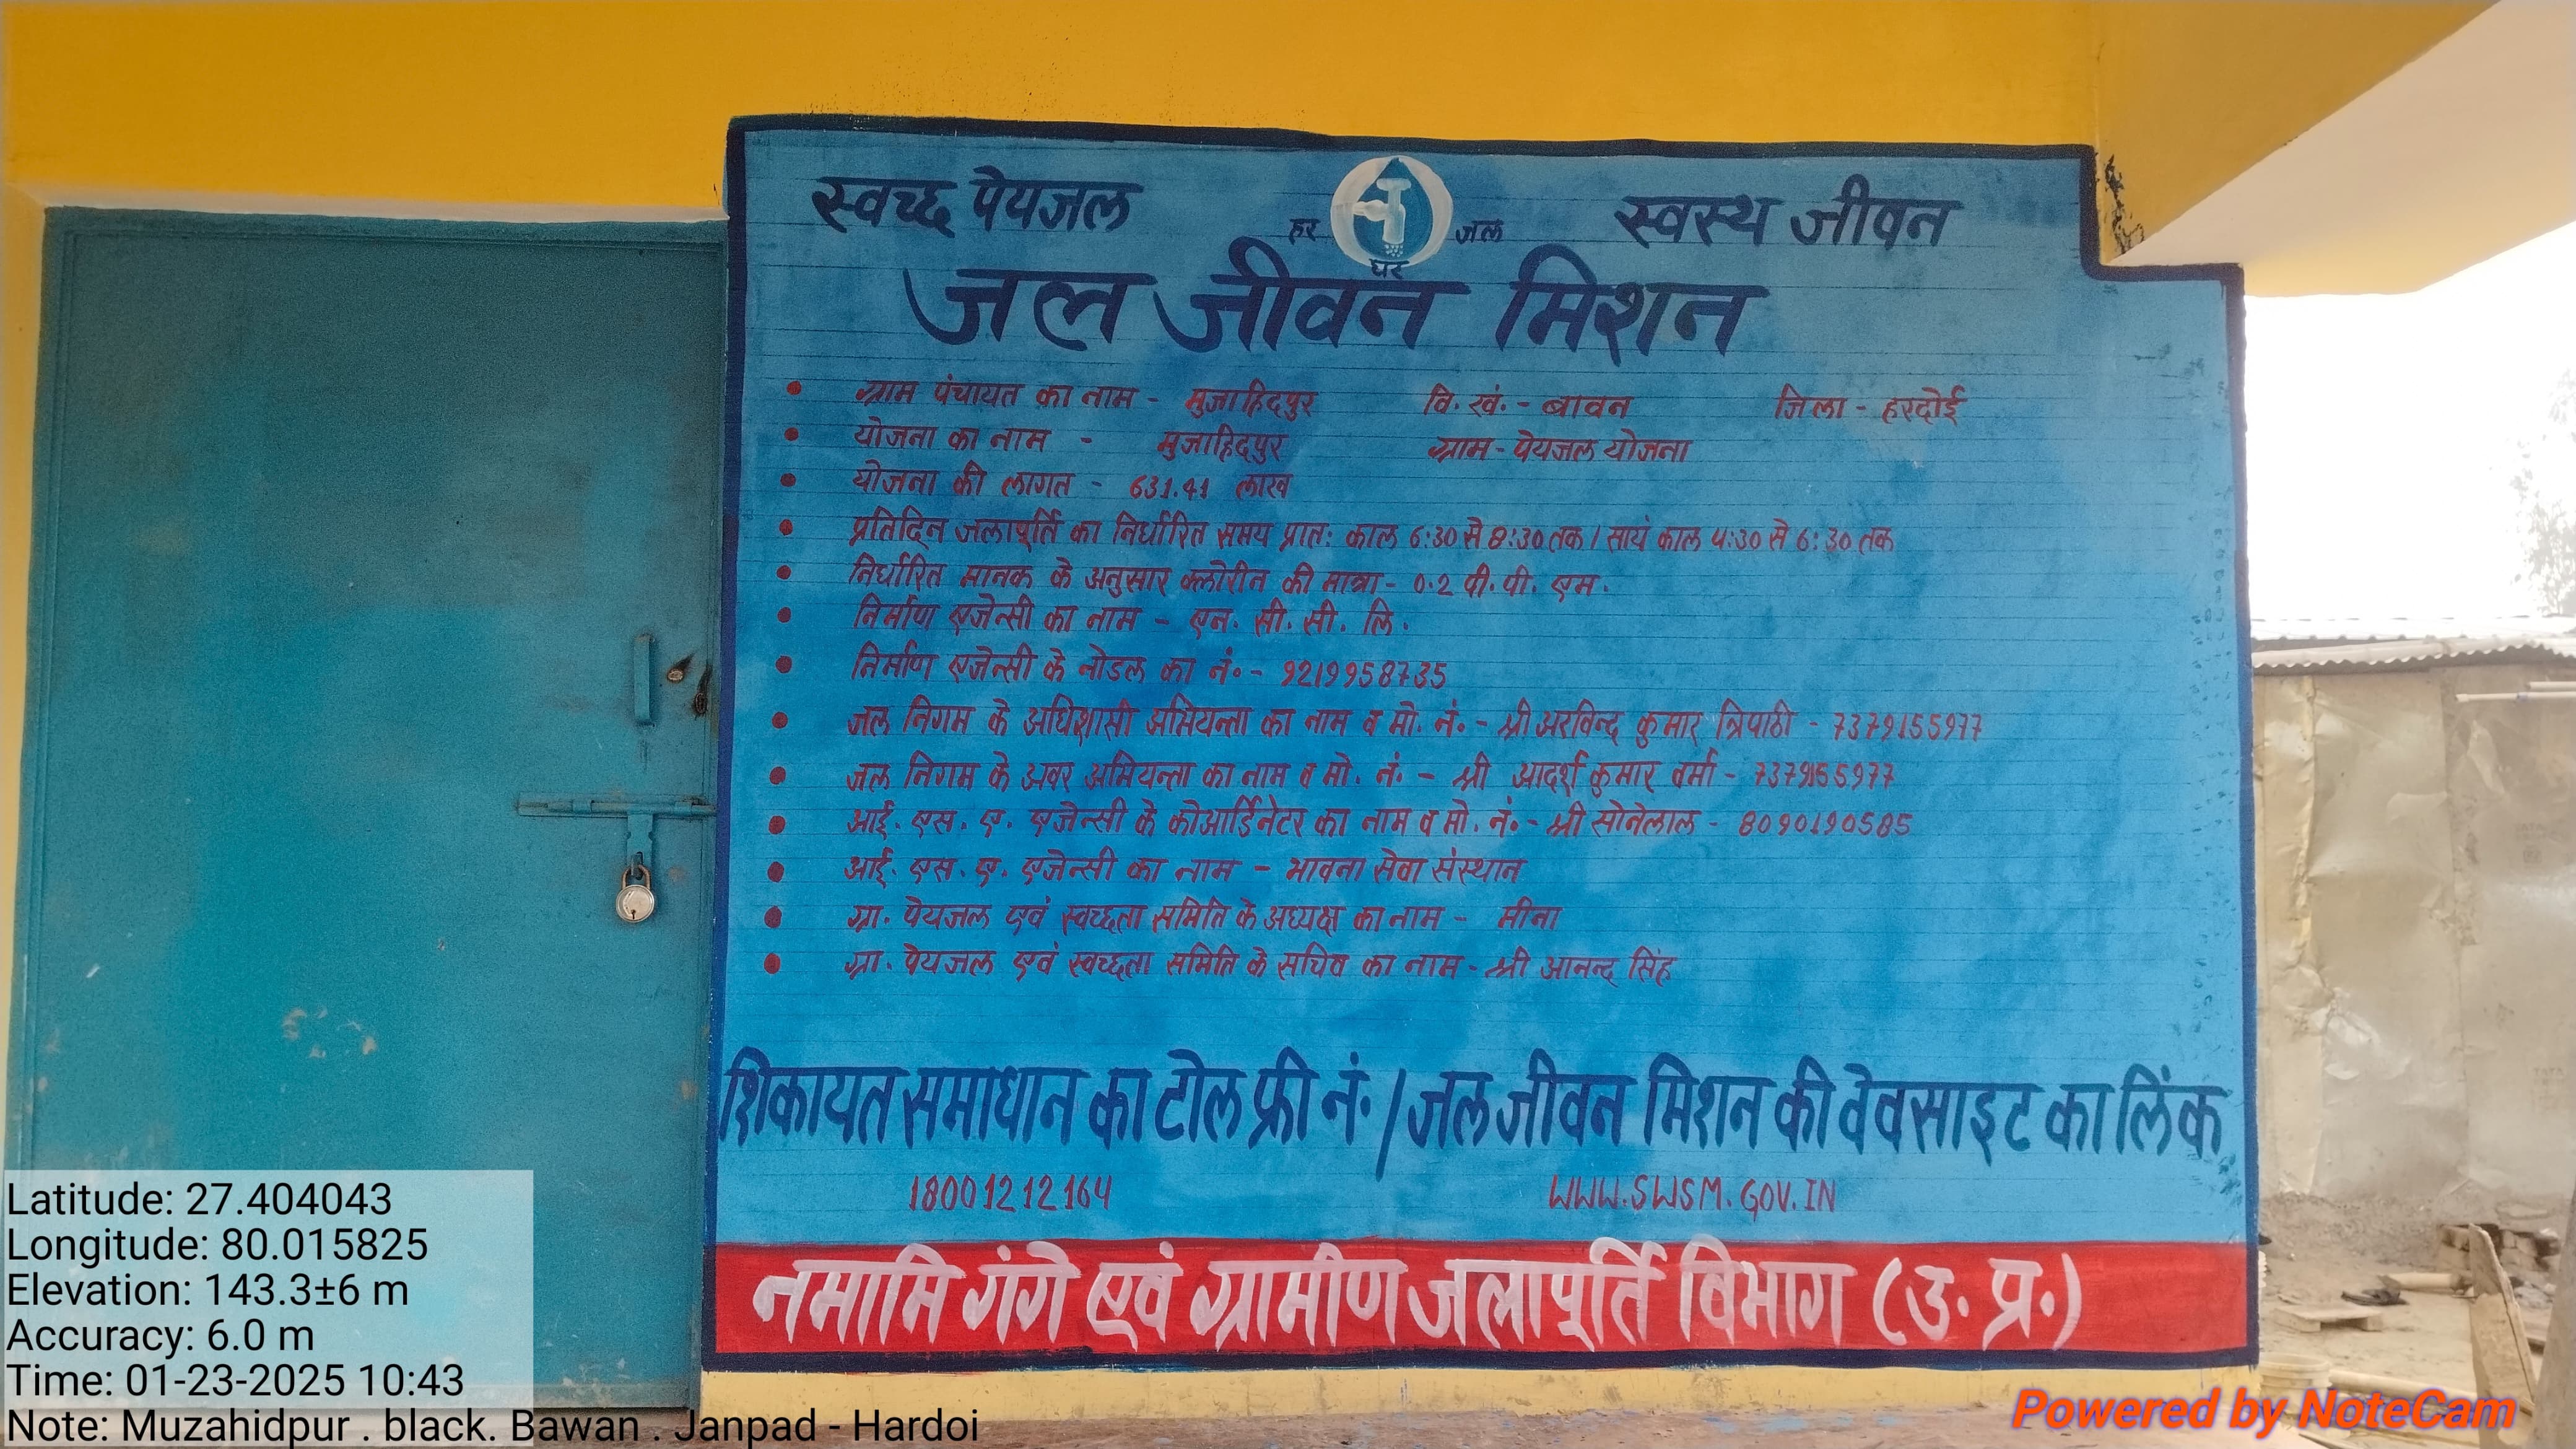 स्वच्छ पेयजल
हर घर जल
स्वस्थ जीवन
जल जीवन मिशन
• ग्राम पंचायत का नाम - मुजाहिदपुर वि. खं. - बावन जिला - हरदोई
• योजना का नाम - मुजाहिदपुर ग्राम - पेयजल योजना
• योजना की लागत - 631.41 लाख
• प्रतिदिन जलापूर्ति का निर्धारित समय प्रात: काल 6:30 से 8:30 तक / सायं काल 4:30 से 6:30 तक
• निर्धारित मानक के अनुसार क्लोरीन की मात्रा - 0.2 पी. पी. एम.
• निर्माण एजेन्सी का नाम - एन. सी. सी. लि.
• निर्माण एजेन्सी के नोडल का नं. - 9219958735
• जल निगम के अधिशासी अभियन्ता का नाम व मो. नं. - श्री अरविन्द कुमार त्रिपाठी - 7379155977
• जल निगम के अवर अभियन्ता का नाम व मो. नं. - श्री आदर्श कुमार वर्मा - 7379155977
• आई. एस. ए. एजेन्सी के कोआर्डिनेटर का नाम व मो. नं. - श्री सोनेलाल - 8090190585
• आई. एस. ए. एजेन्सी का नाम - भावना सेवा संस्थान
• ग्रा. पेयजल एवं स्वच्छता समिति के अध्यक्ष का नाम - मीना
• ग्रा. पेयजल एवं स्वच्छता समिति के सचिव का नाम - श्री आनन्द सिंह
शिकायत समाधान का टोल फ्री नं. / जल जीवन मिशन की वेवसाइट का लिंक
18001212164 WWW.SWSM.GOV.IN
नमामि गंगे एवं ग्रामीण जलापूर्ति विभाग (उ. प्र.)
Latitude: 27.404043
Longitude: 80.015825
Elevation: 143.3±6 m
Accuracy: 6.0 m
Time: 01-23-2025 10:43
Note: Muzahidpur . black. Bawan . Janpad - Hardoi
Powered by NoteCam